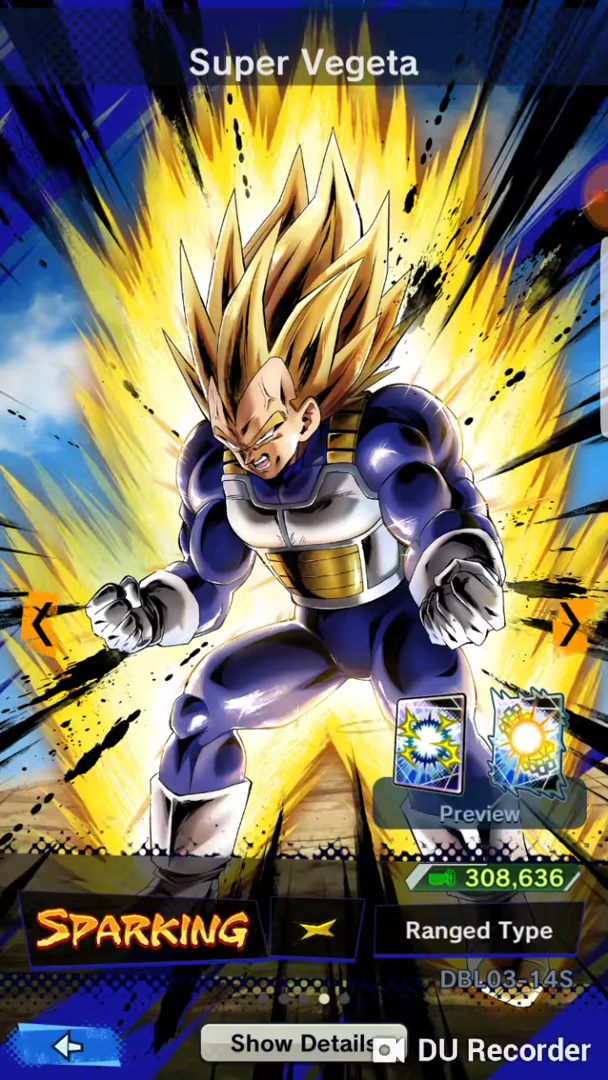 Super Vegeta
Preview
308,636
SPARKING
Ranged Type
DBL03-14S
Show Details
DU Recorder